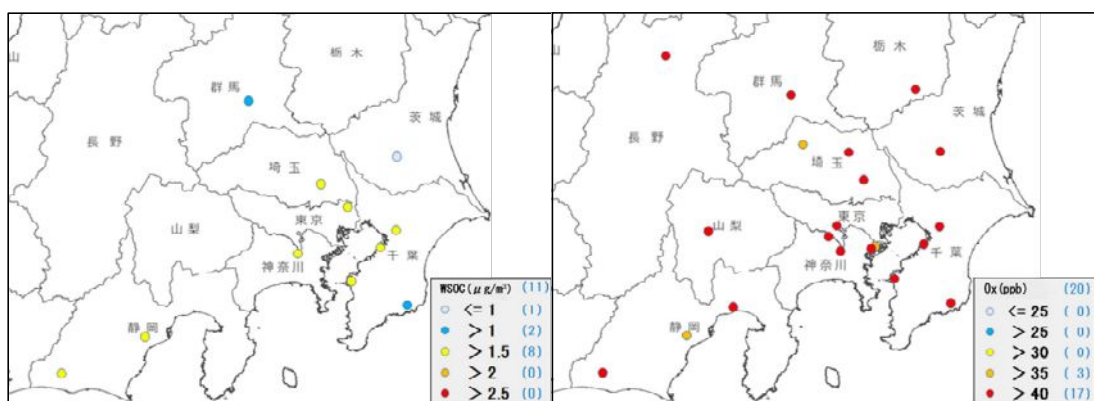 山
栃木
群馬
茨城
長野
埼玉
東京
山梨
千葉
神奈川
静岡
WSOC(μg/m³) (11)
<= 1 (1)
> 1 (2)
> 1.5 (8)
> 2 (0)
> 2.5 (0)
山
栃木
群馬
茨城
長野
埼玉
東京
山梨
千葉
神奈川
静岡
Ox(ppb) (20)
<= 25 ( 0)
> 25 ( 0)
> 30 ( 0)
> 35 ( 3)
> 40 (17)